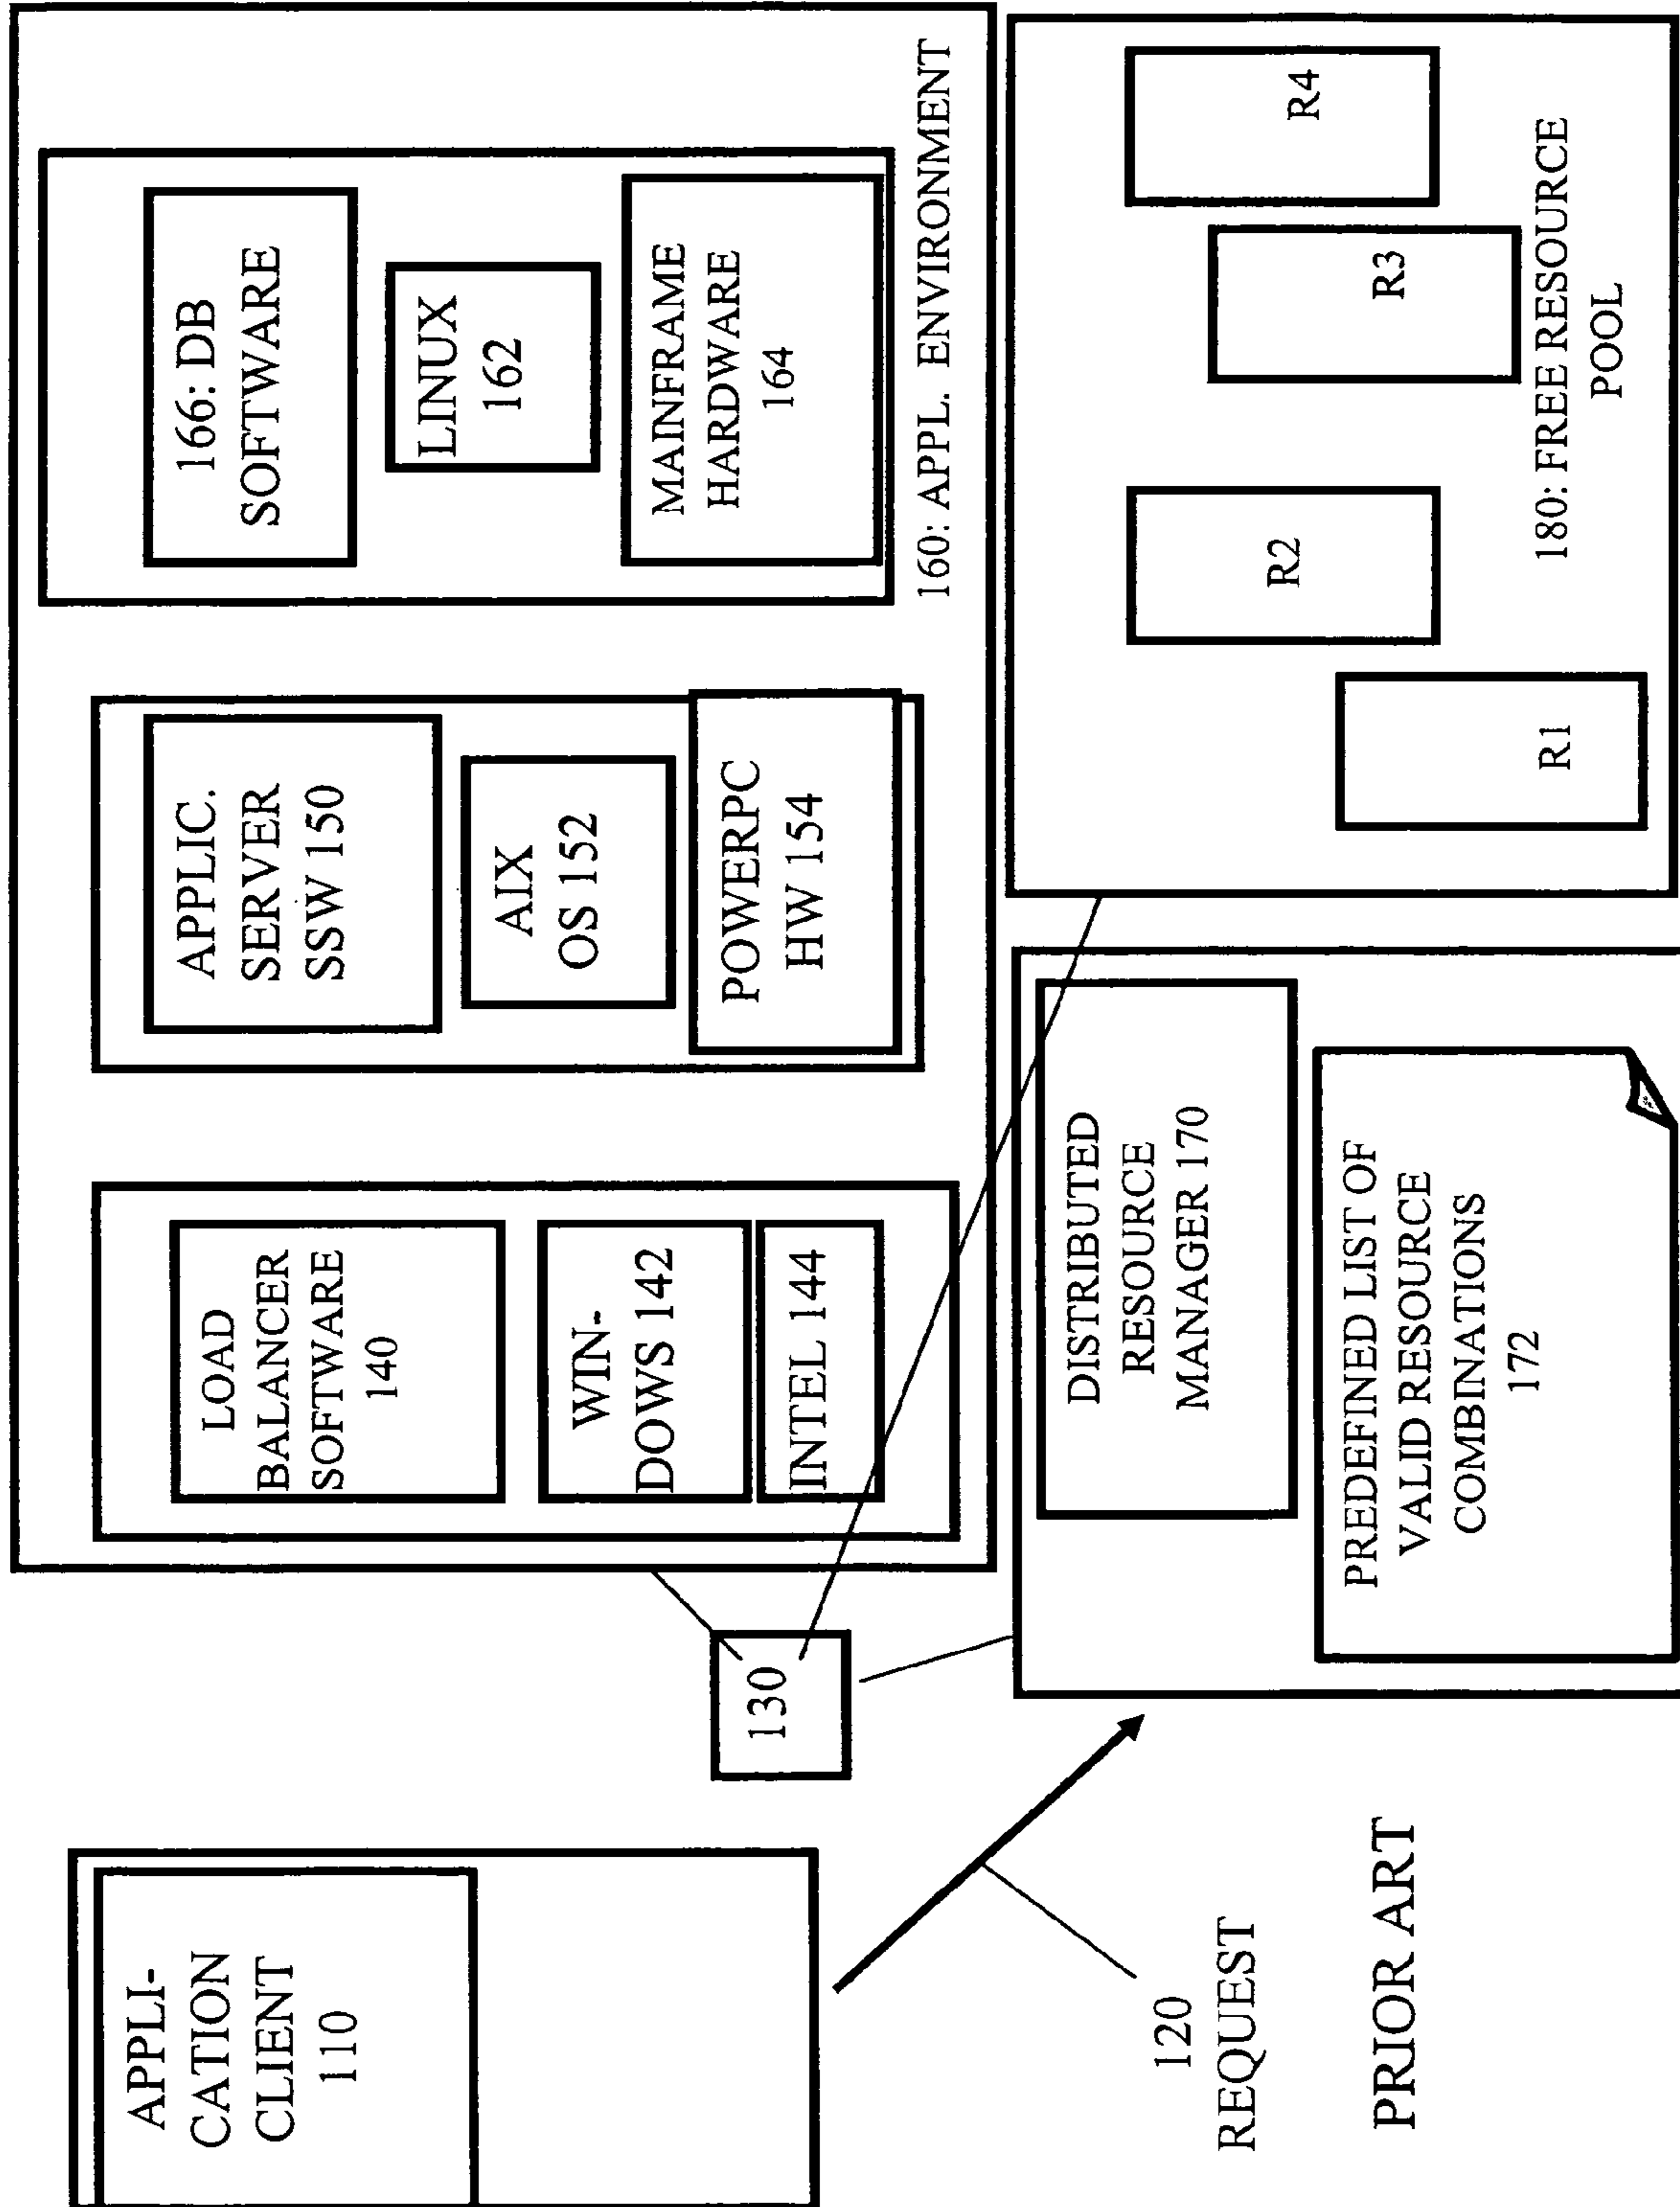 APPLI-
CATION
CLIENT
110
120
REQUEST
PRIOR ART
130
LOAD
BALANCER
SOFTWARE
140
WIN-
DOWS 142
INTEL 144
APPLIC.
SERVER
SSW 150
AIX
OS 152
POWERPC
HW 154
166: DB
SOFTWARE
LINUX
162
MAINFRAME
HARDWARE
164
160: APPL. ENVIRONMENT
DISTRIBUTED
RESOURCE
MANAGER 170
PREDEFINED LIST OF
VALID RESOURCE
COMBINATIONS
172
R1
R2
R3
R4
180: FREE RESOURCE
POOL